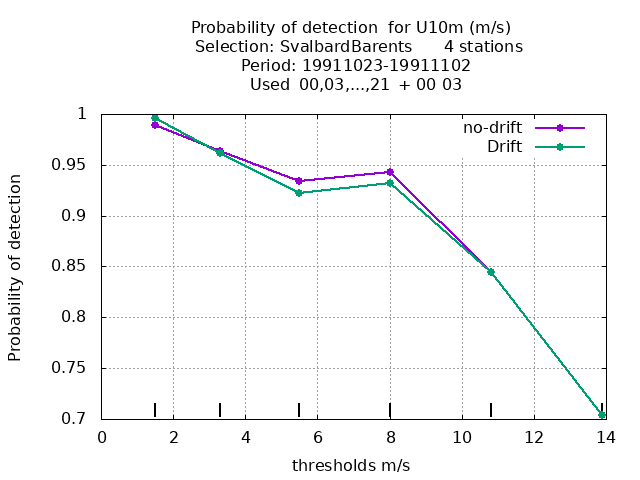 Probability of detection  for U10m (m/s)
Selection: SvalbardBarents      4 stations
Period: 19911023-19911102
Used  00,03,...,21  + 00 03
no-drift
Drift
Probability of detection
1
0.95
0.9
0.85
0.8
0.75
0.7
0 2 4 6 8 10 12 14
thresholds m/s